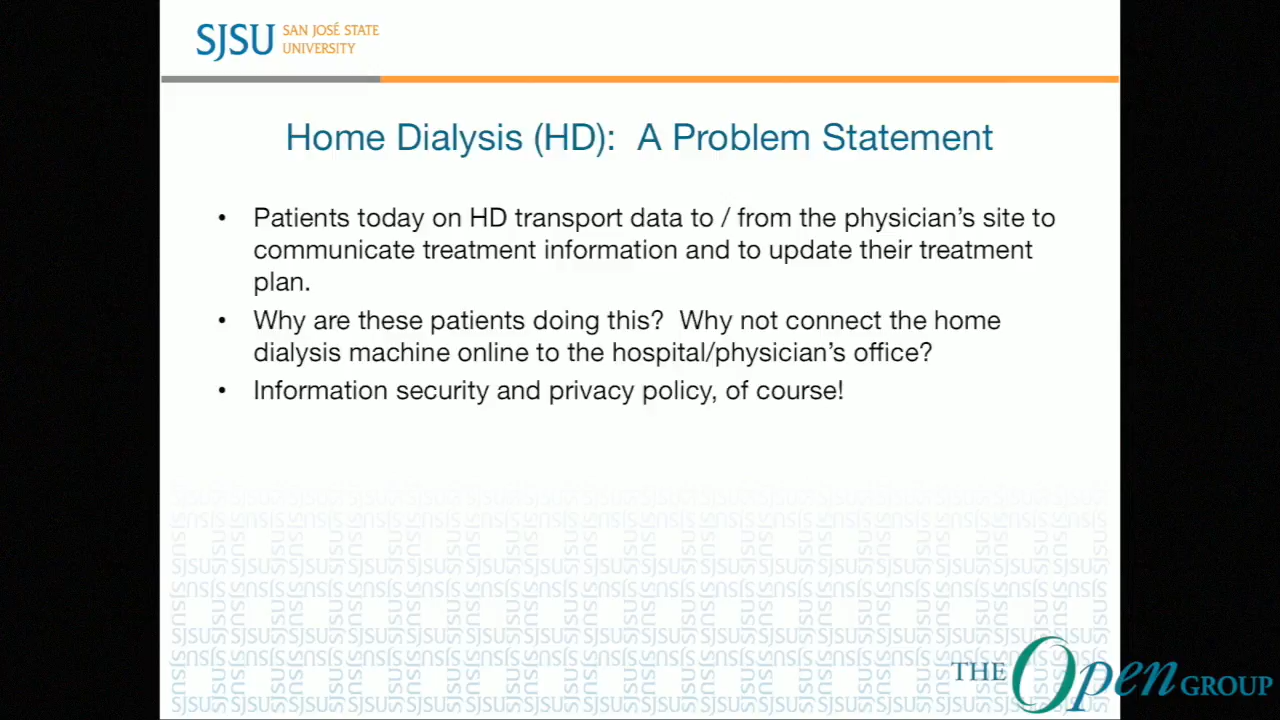 SJSU SAN JOSÉ STATE
UNIVERSITY
Home Dialysis (HD):  A Problem Statement
• Patients today on HD transport data to / from the physician’s site to
communicate treatment information and to update their treatment
plan.
• Why are these patients doing this?  Why not connect the home
dialysis machine online to the hospital/physician’s office?
• Information security and privacy policy, of course!
THE Open GROUP